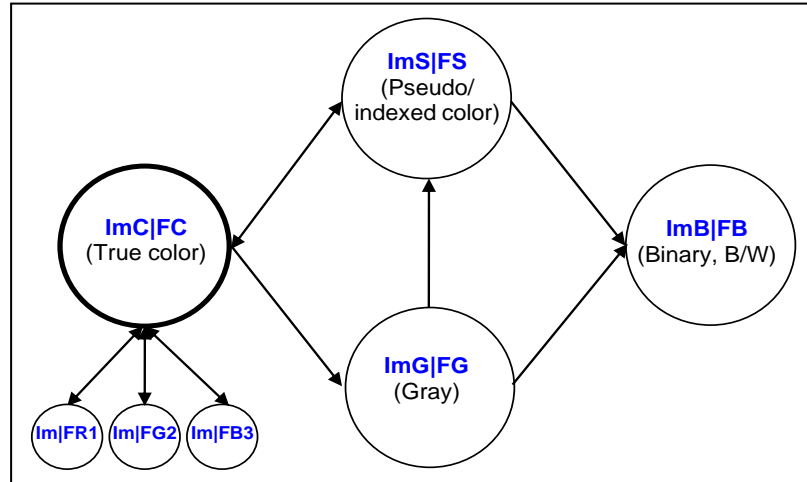 ImS|FS
(Pseudo/
indexed color)
ImC|FC
(True color)
ImB|FB
(Binary, B/W)
ImG|FG
(Gray)
Im|FR1
Im|FG2
Im|FB3